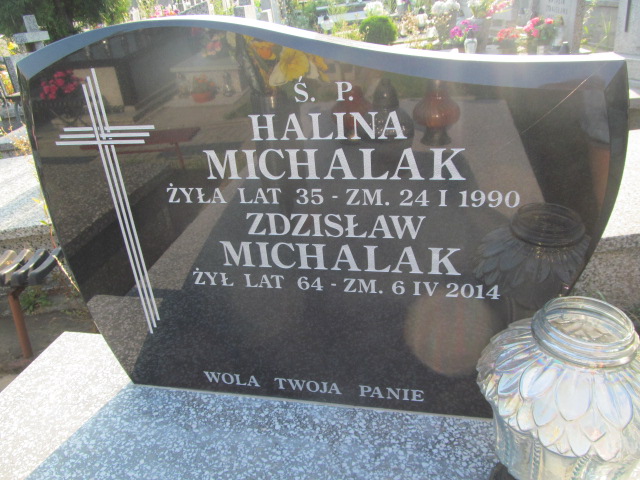 Ś. P.
HALINA
MICHALAK
ŻYŁA LAT 35 - ZM. 24 I 1990
ZDZISŁAW
MICHALAK
ŻYŁ LAT 64 - ZM. 6 IV 2014
WOLA TWOJA PANIE